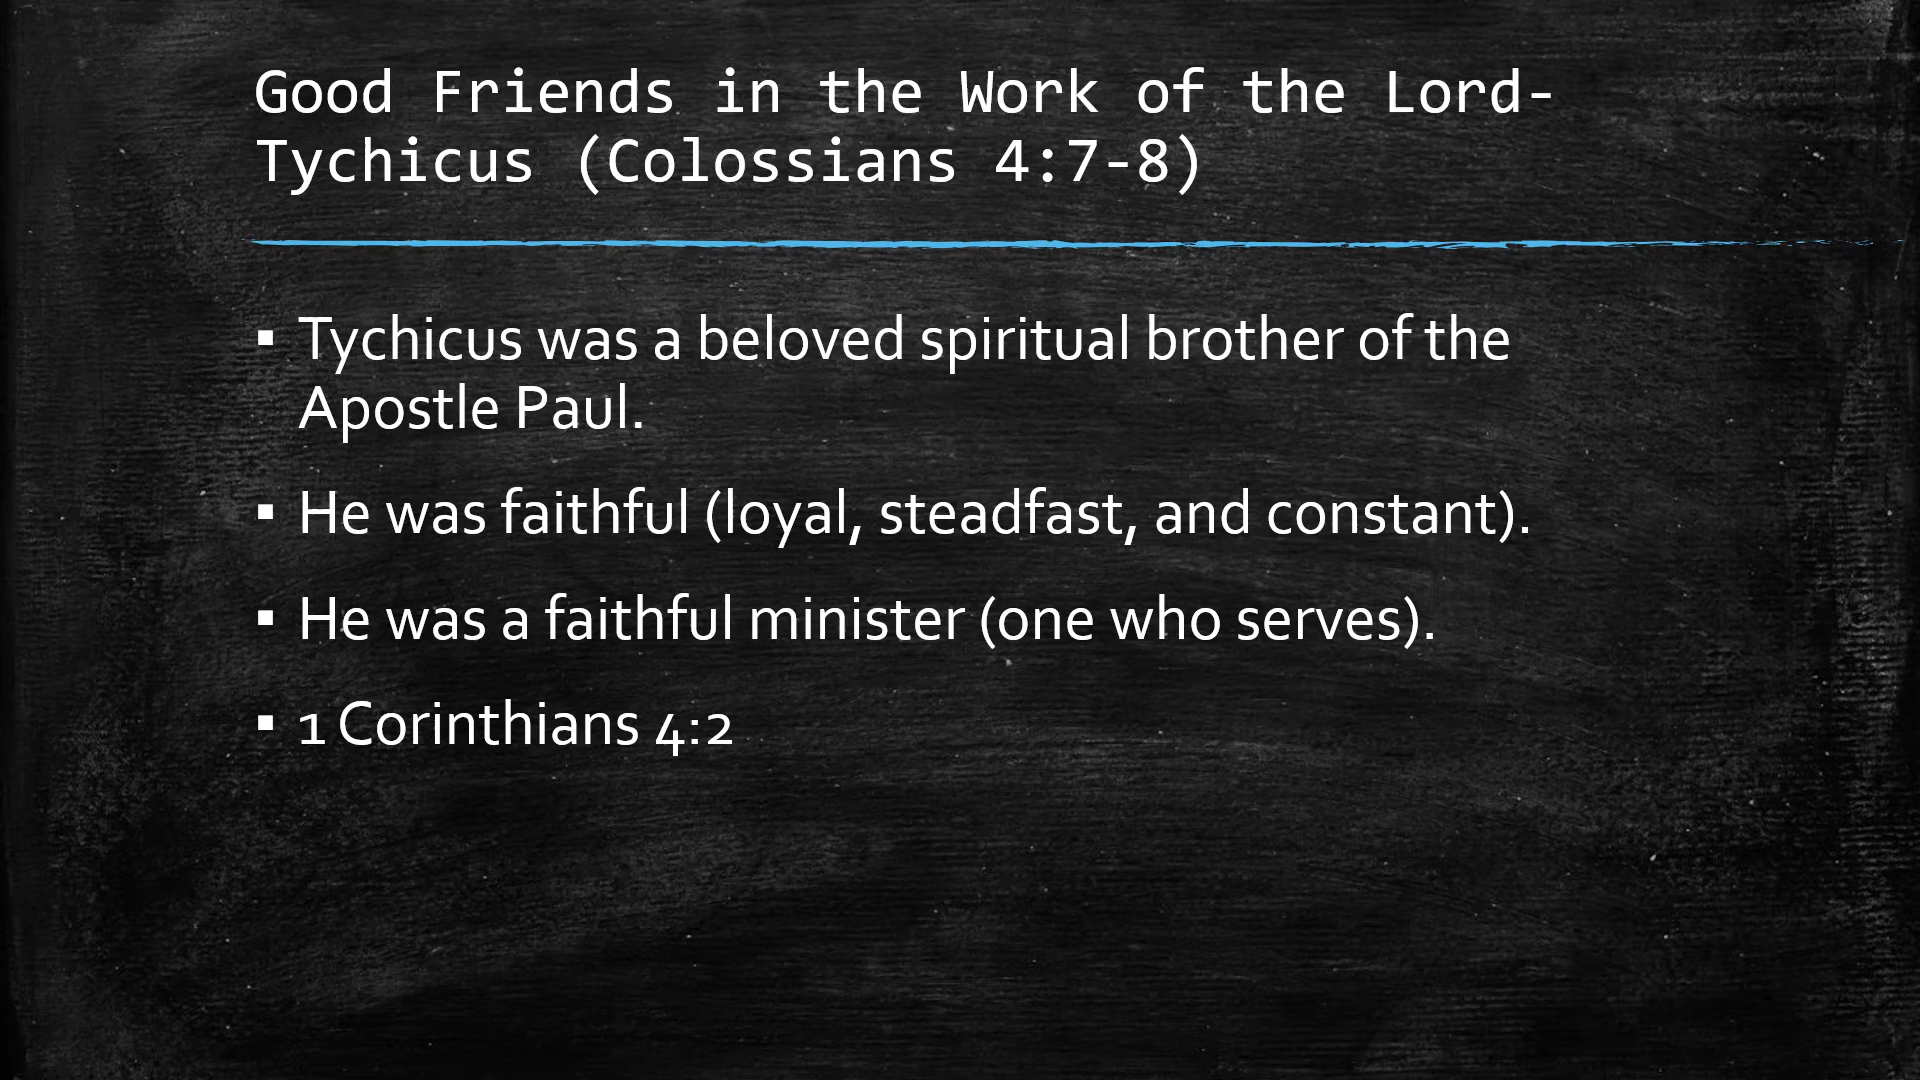 Good Friends in the Work of the Lord-
Tychicus (Colossians 4:7-8)
▪ Tychicus was a beloved spiritual brother of the
Apostle Paul.
▪ He was faithful (loyal, steadfast, and constant).
▪ He was a faithful minister (one who serves).
▪ 1 Corinthians 4:2